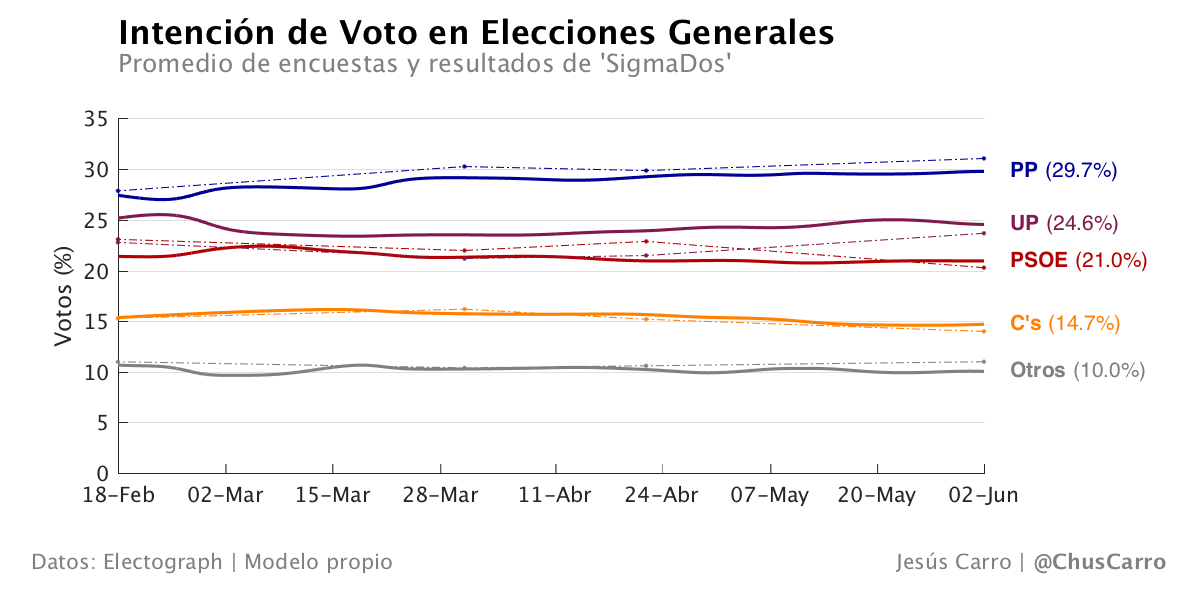 Intención de Voto en Elecciones Generales
Promedio de encuestas y resultados de 'SigmaDos'
Votos (%)
35
30
25
20
15
10
5
0
18-Feb 02-Mar 15-Mar 28-Mar 11-Abr 24-Abr 07-May 20-May 02-Jun
PP (29.7%)
UP (24.6%)
PSOE (21.0%)
C's (14.7%)
Otros (10.0%)
Datos: Electograph | Modelo propio
Jesús Carro | @ChusCarro